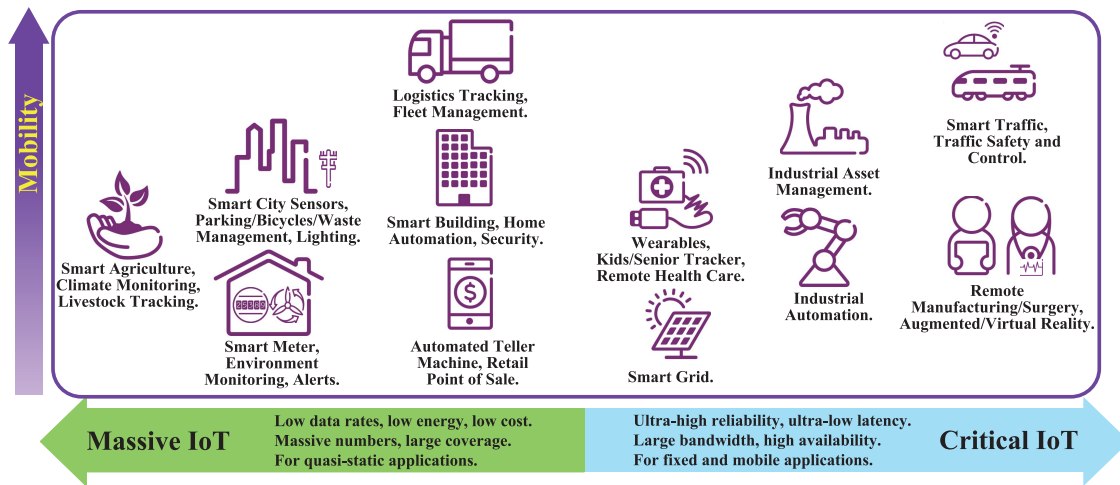 Mobility
Logistics Tracking,
Fleet Management.
Smart Traffic,
Traffic Safety and
Control.
Industrial Asset
Management.
Smart City Sensors,
Parking/Bicycles/Waste
Management, Lighting.
Smart Building, Home
Automation, Security.
Wearables,
Kids/Senior Tracker,
Remote Health Care.
Smart Agriculture,
Climate Monitoring,
Livestock Tracking.
Industrial
Automation.
Remote
Manufacturing/Surgery,
Augmented/Virtual Reality.
$
Smart Meter,
Environment
Monitoring, Alerts.
Automated Teller
Machine, Retail
Point of Sale.
Smart Grid.
Massive IoT
Low data rates, low energy, low cost.
Massive numbers, large coverage.
For quasi-static applications.
Ultra-high reliability, ultra-low latency.
Large bandwidth, high availability.
For fixed and mobile applications.
Critical IoT